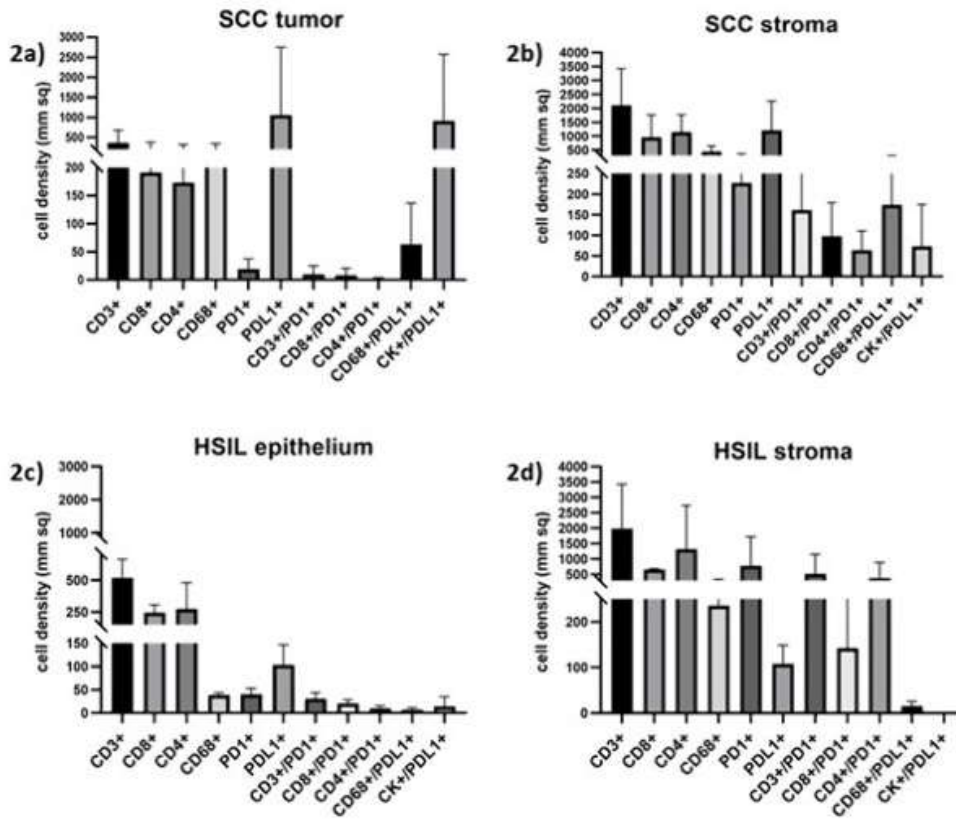 SCC tumor
2a)
cell density (mm sq)
3000
2500
2000
1500
1000
500
200
150
100
50
0
CD3+
CD8+
CD4+
CD68+
PD1+
PDL1+
CD3+/PD1+
CD8+/PD1+
CD4+/PD1+
CD68+/PDL1+
CK+/PDL1+
SCC stroma
2b)
cell density (mm sq)
4000
3500
3000
2500
2000
1500
1000
500
250
200
150
100
50
0
CD3+
CD8+
CD4+
CD68+
PD1+
PDL1+
CD3+/PD1+
CD8+/PD1+
CD4+/PD1+
CD68+/PDL1+
CK+/PDL1+
HSIL epithelium
2c)
cell density (mm sq)
3000
2000
1000
500
250
150
100
50
0
CD3+
CD8+
CD4+
CD68+
PD1+
PDL1+
CD3+/PD1+
CD8+/PD1+
CD4+/PD1+
CD68+/PDL1+
CK+/PDL1+
HSIL stroma
2d)
cell density (mm sq)
4000
3500
3000
2500
2000
1500
1000
500
200
100
0
CD3+
CD8+
CD4+
CD68+
PD1+
PDL1+
CD3+/PD1+
CD8+/PD1+
CD4+/PD1+
CD68+/PDL1+
CK+/PDL1+